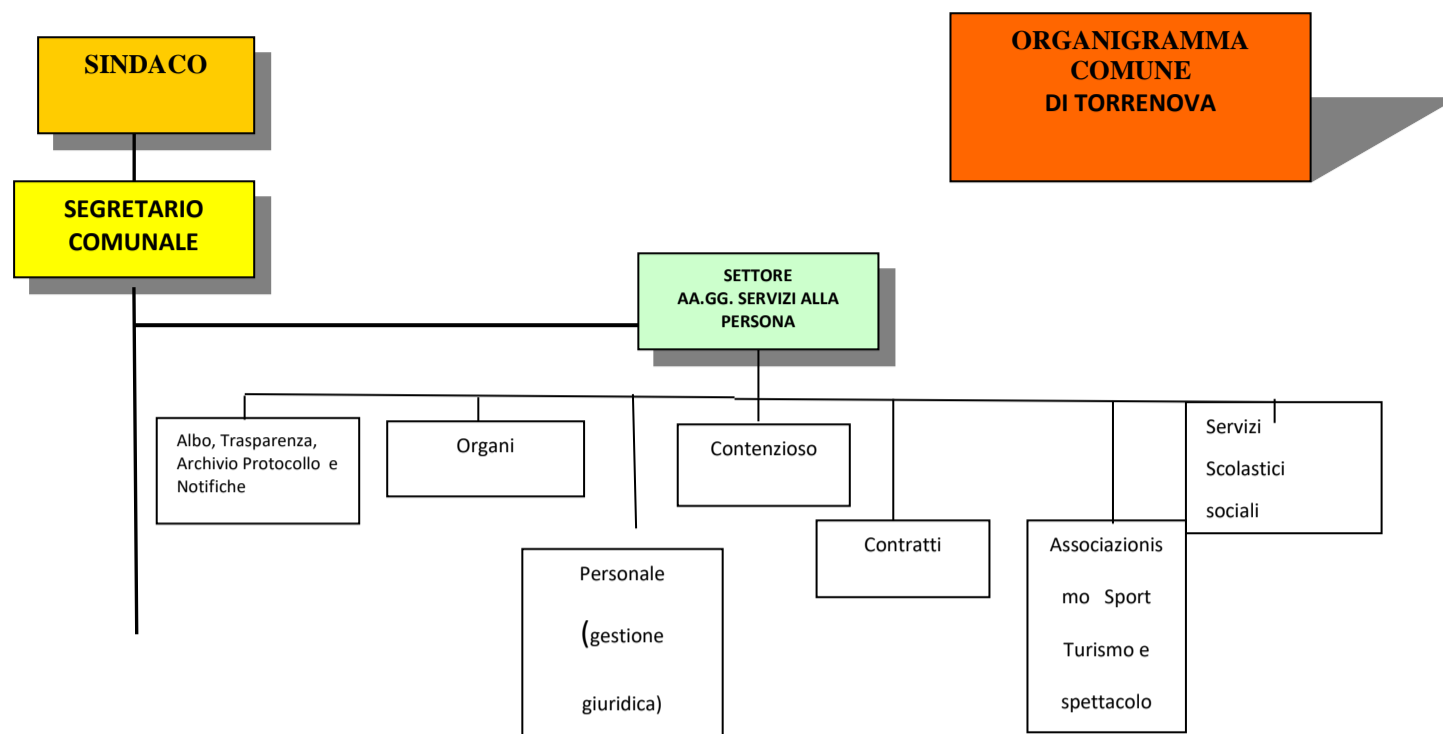 SINDACO
ORGANIGRAMMA
COMUNE
DI TORRENOVA
SEGRETARIO
COMUNALE
SETTORE
AA.GG. SERVIZI ALLA
PERSONA
Albo, Trasparenza,
Archivio Protocollo e
Notifiche
Organi
Contenzioso
Servizi
Scolastici
sociali
Personale
(gestione
giuridica)
Contratti
Associazionis
mo Sport
Turismo e
spettacolo